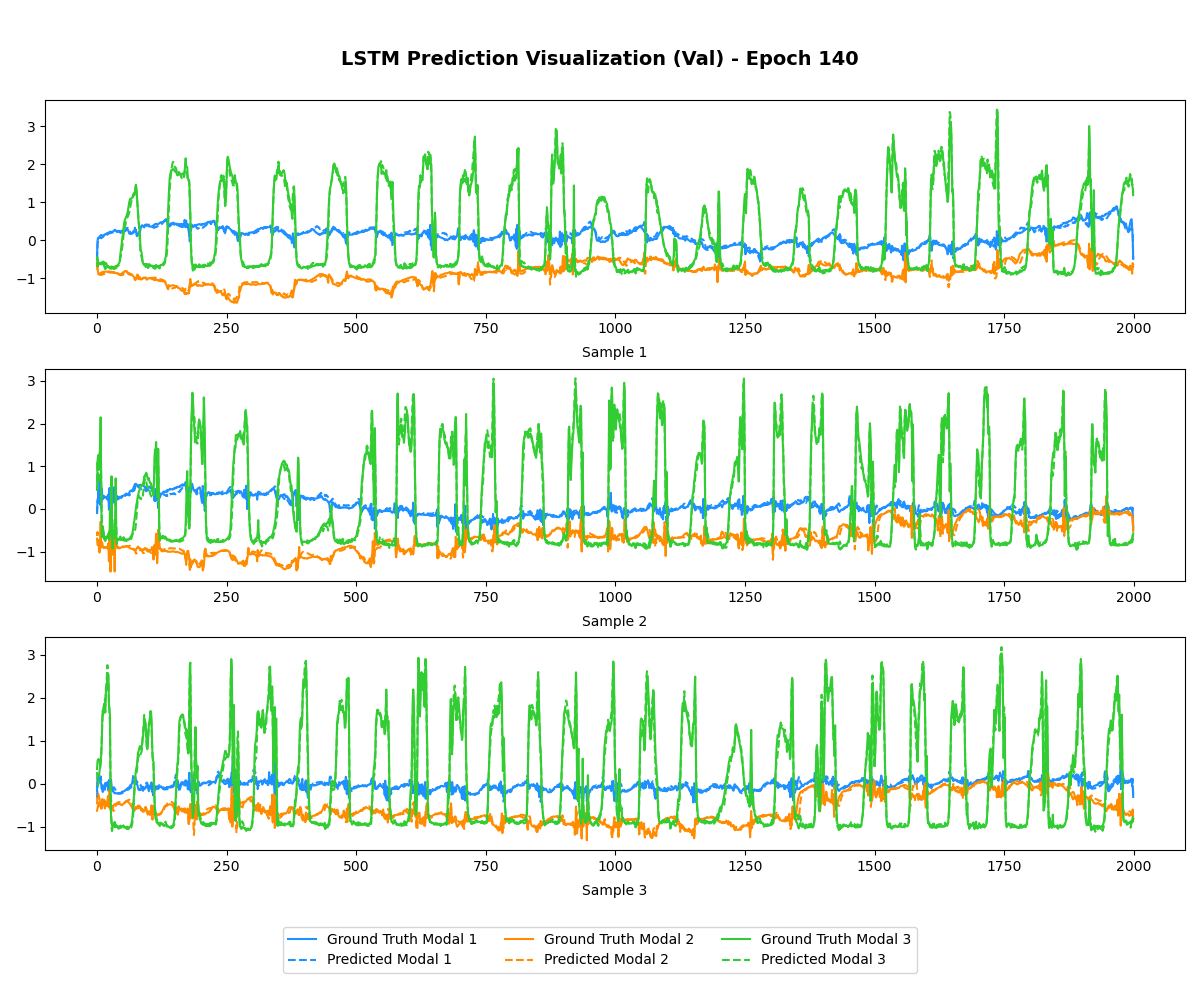 LSTM Prediction Visualization (Val) - Epoch 140
3
2
1
0
−1
0 250 500 750 1000 1250 1500 1750 2000
Sample 1
3
2
1
0
−1
0 250 500 750 1000 1250 1500 1750 2000
Sample 2
3
2
1
0
−1
0 250 500 750 1000 1250 1500 1750 2000
Sample 3
Ground Truth Modal 1 Ground Truth Modal 2 Ground Truth Modal 3
Predicted Modal 1 Predicted Modal 2 Predicted Modal 3